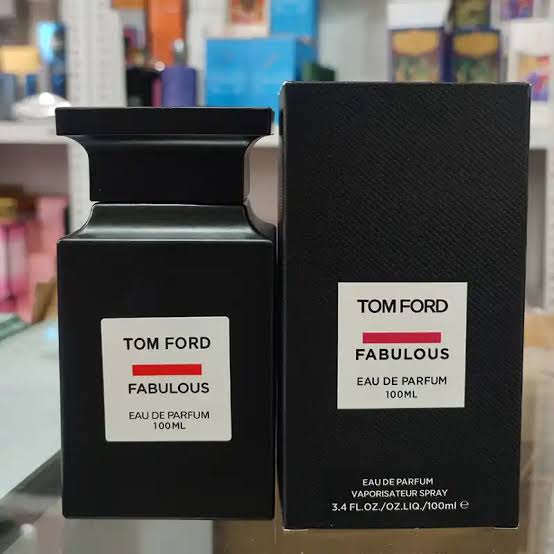 TOM FORD
FABULOUS
EAU DE PARFUM
100ML
TOM FORD
FABULOUS
EAU DE PARFUM
100ML
EAU DE PARFUM
VAPORISATEUR SPRAY
3.4 FL.OZ./OZ.LIQ./100ml ℮